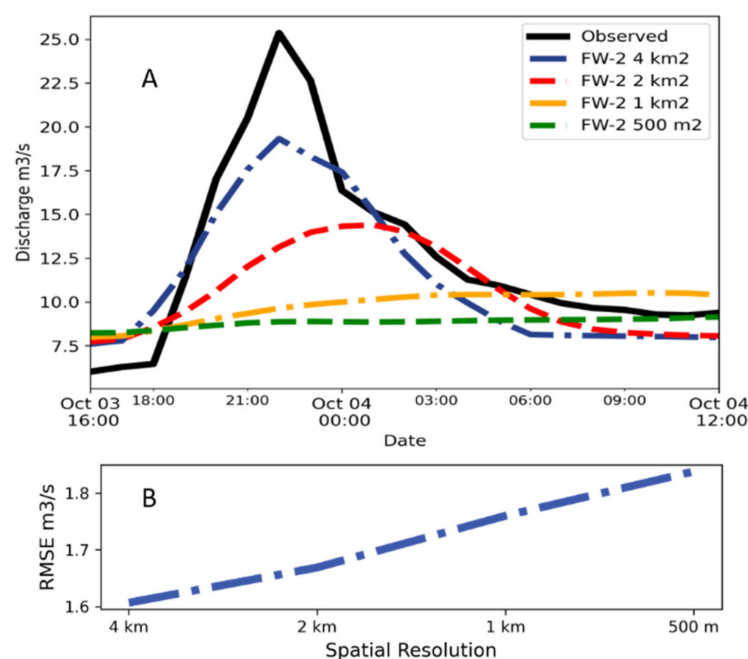 A
Observed
FW-2 4 km2
FW-2 2 km2
FW-2 1 km2
FW-2 500 m2
25.0
22.5
20.0
17.5
15.0
12.5
10.0
7.5
Discharge m3/s
Oct 03 18:00 21:00 Oct 04 03:00 06:00 09:00 Oct 04
16:00 00:00 12:00
Date
B
1.8
1.7
1.6
RMSE m3/s
4 km 2 km 1 km 500 m
Spatial Resolution